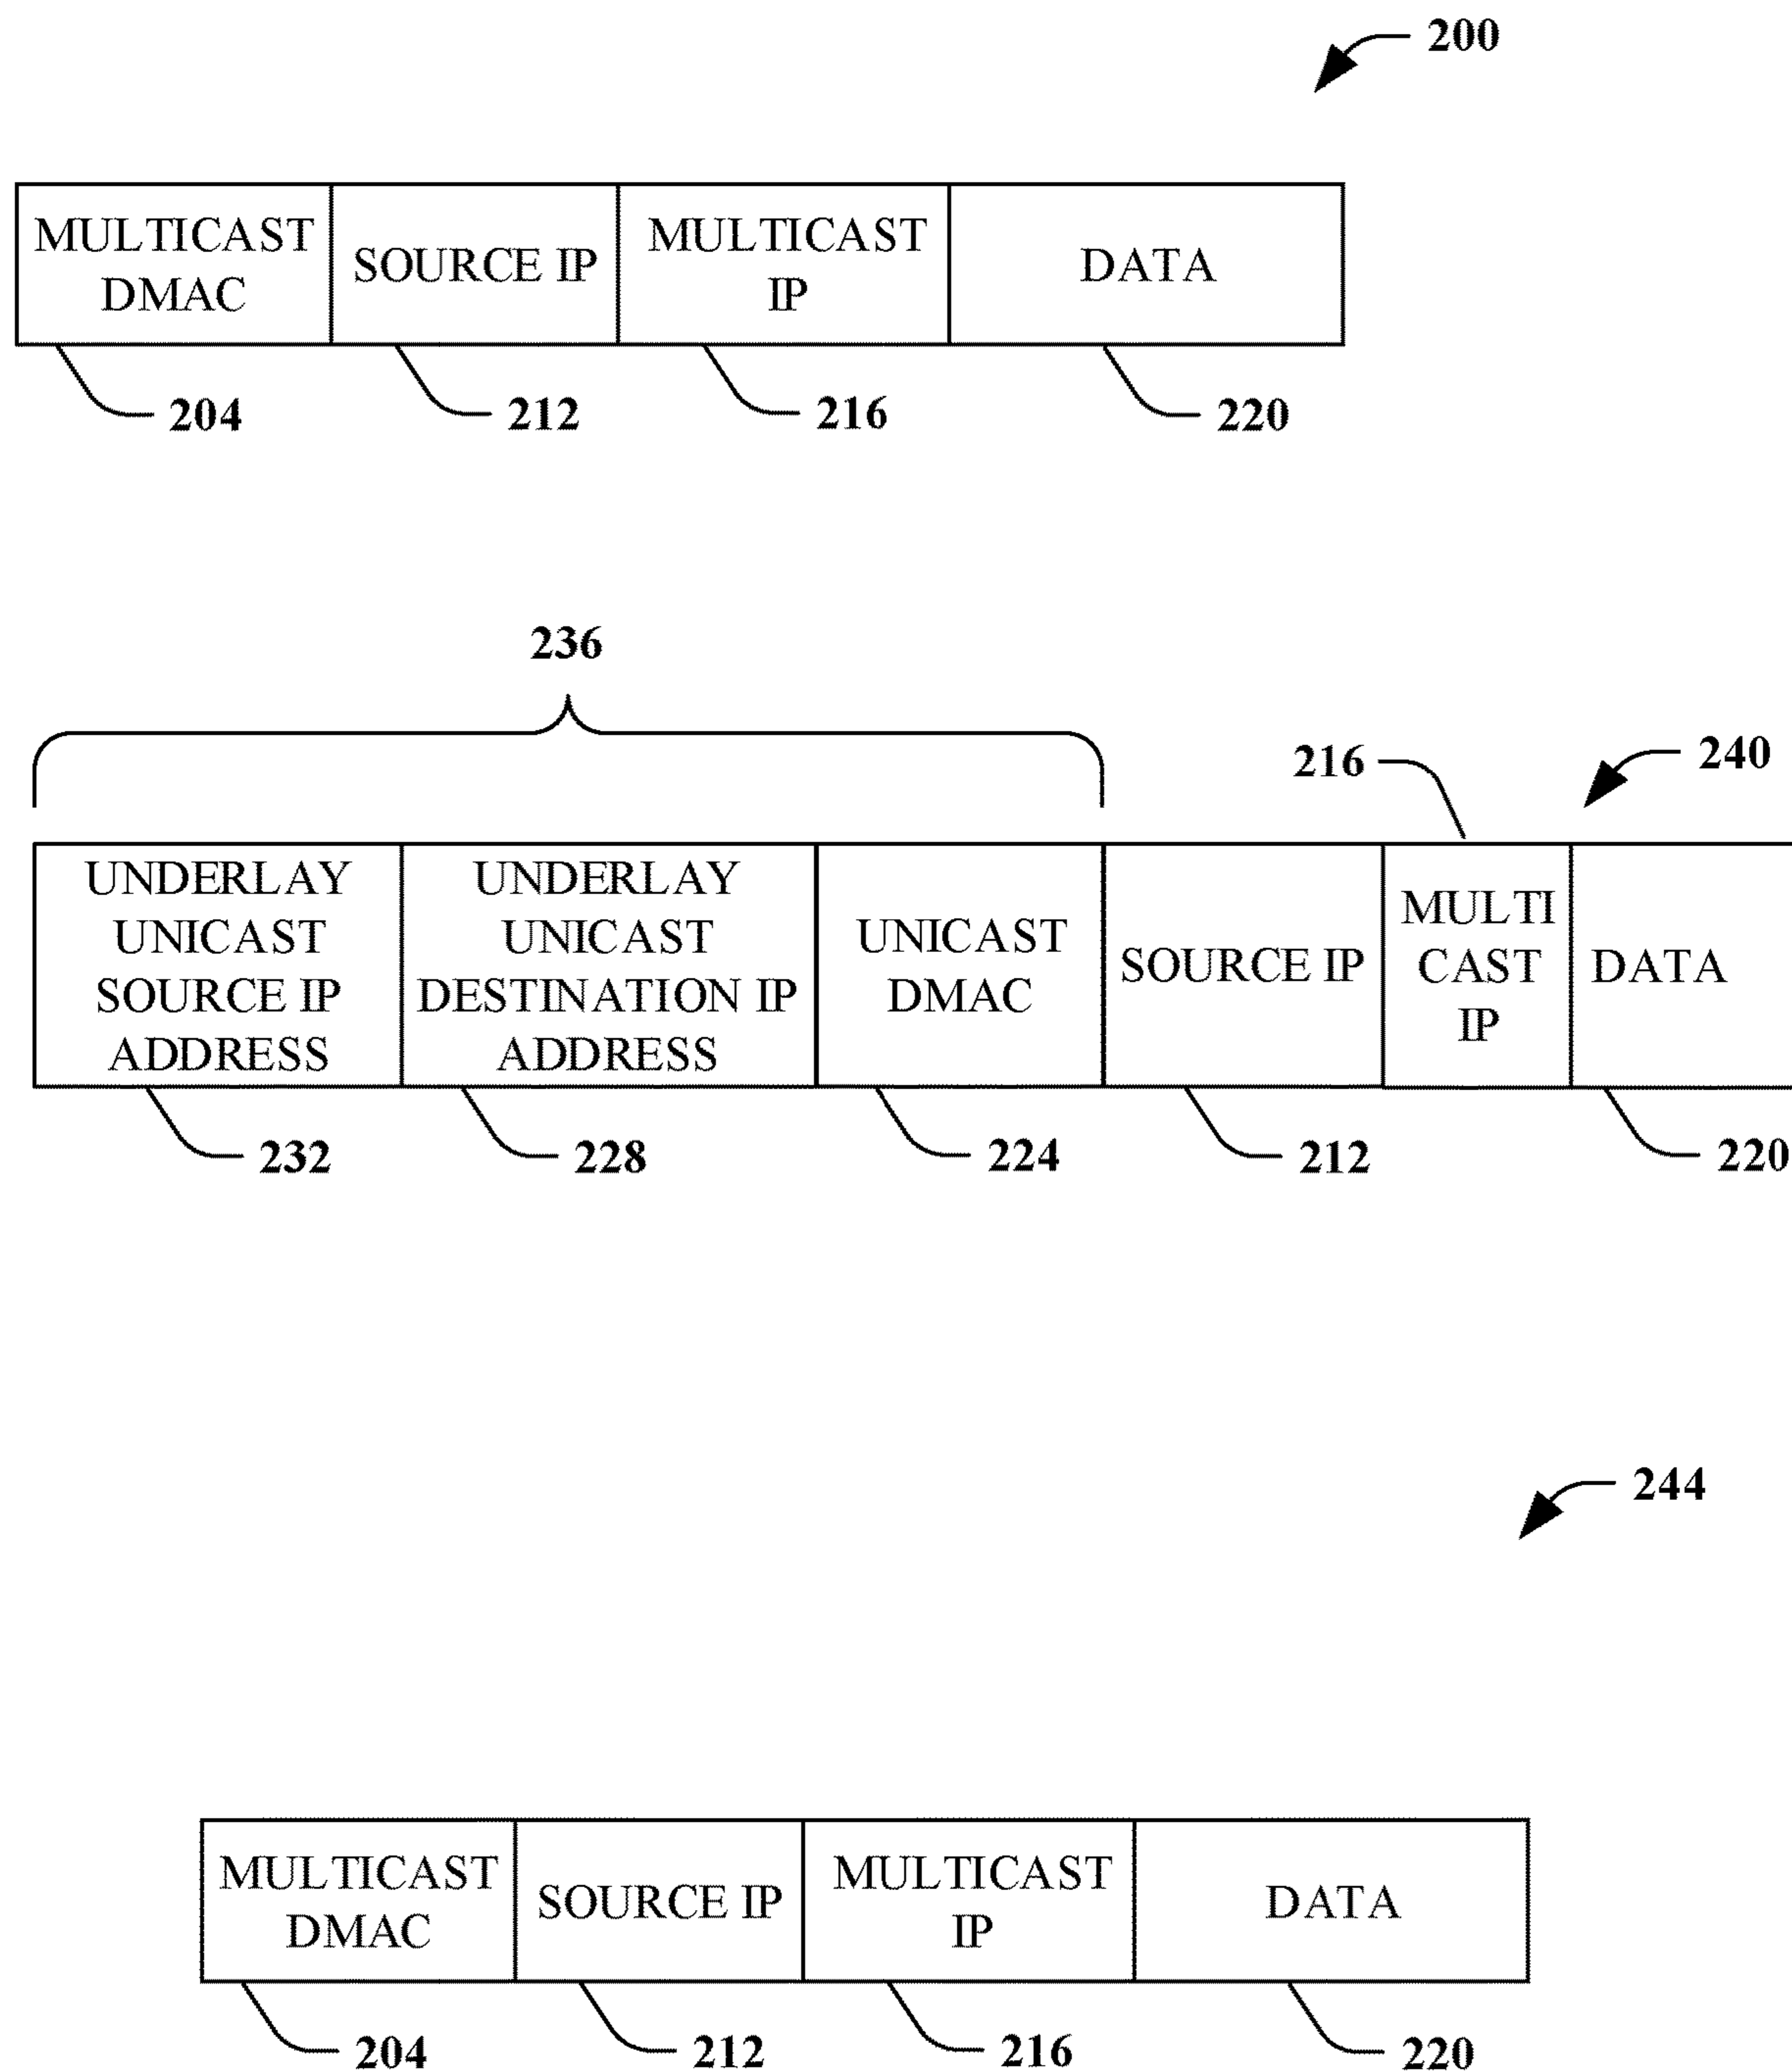 200
MULTICAST
DMAC
SOURCE IP
MULTICAST
IP
DATA
204
212
216
220
236
216
240
UNDERLAY
UNICAST
SOURCE IP
ADDRESS
UNDERLAY
UNICAST
DESTINATION IP
ADDRESS
UNICAST
DMAC
SOURCE IP
MULTI
CAST
IP
DATA
232
228
224
212
220
244
MULTICAST
DMAC
SOURCE IP
MULTICAST
IP
DATA
204
212
216
220